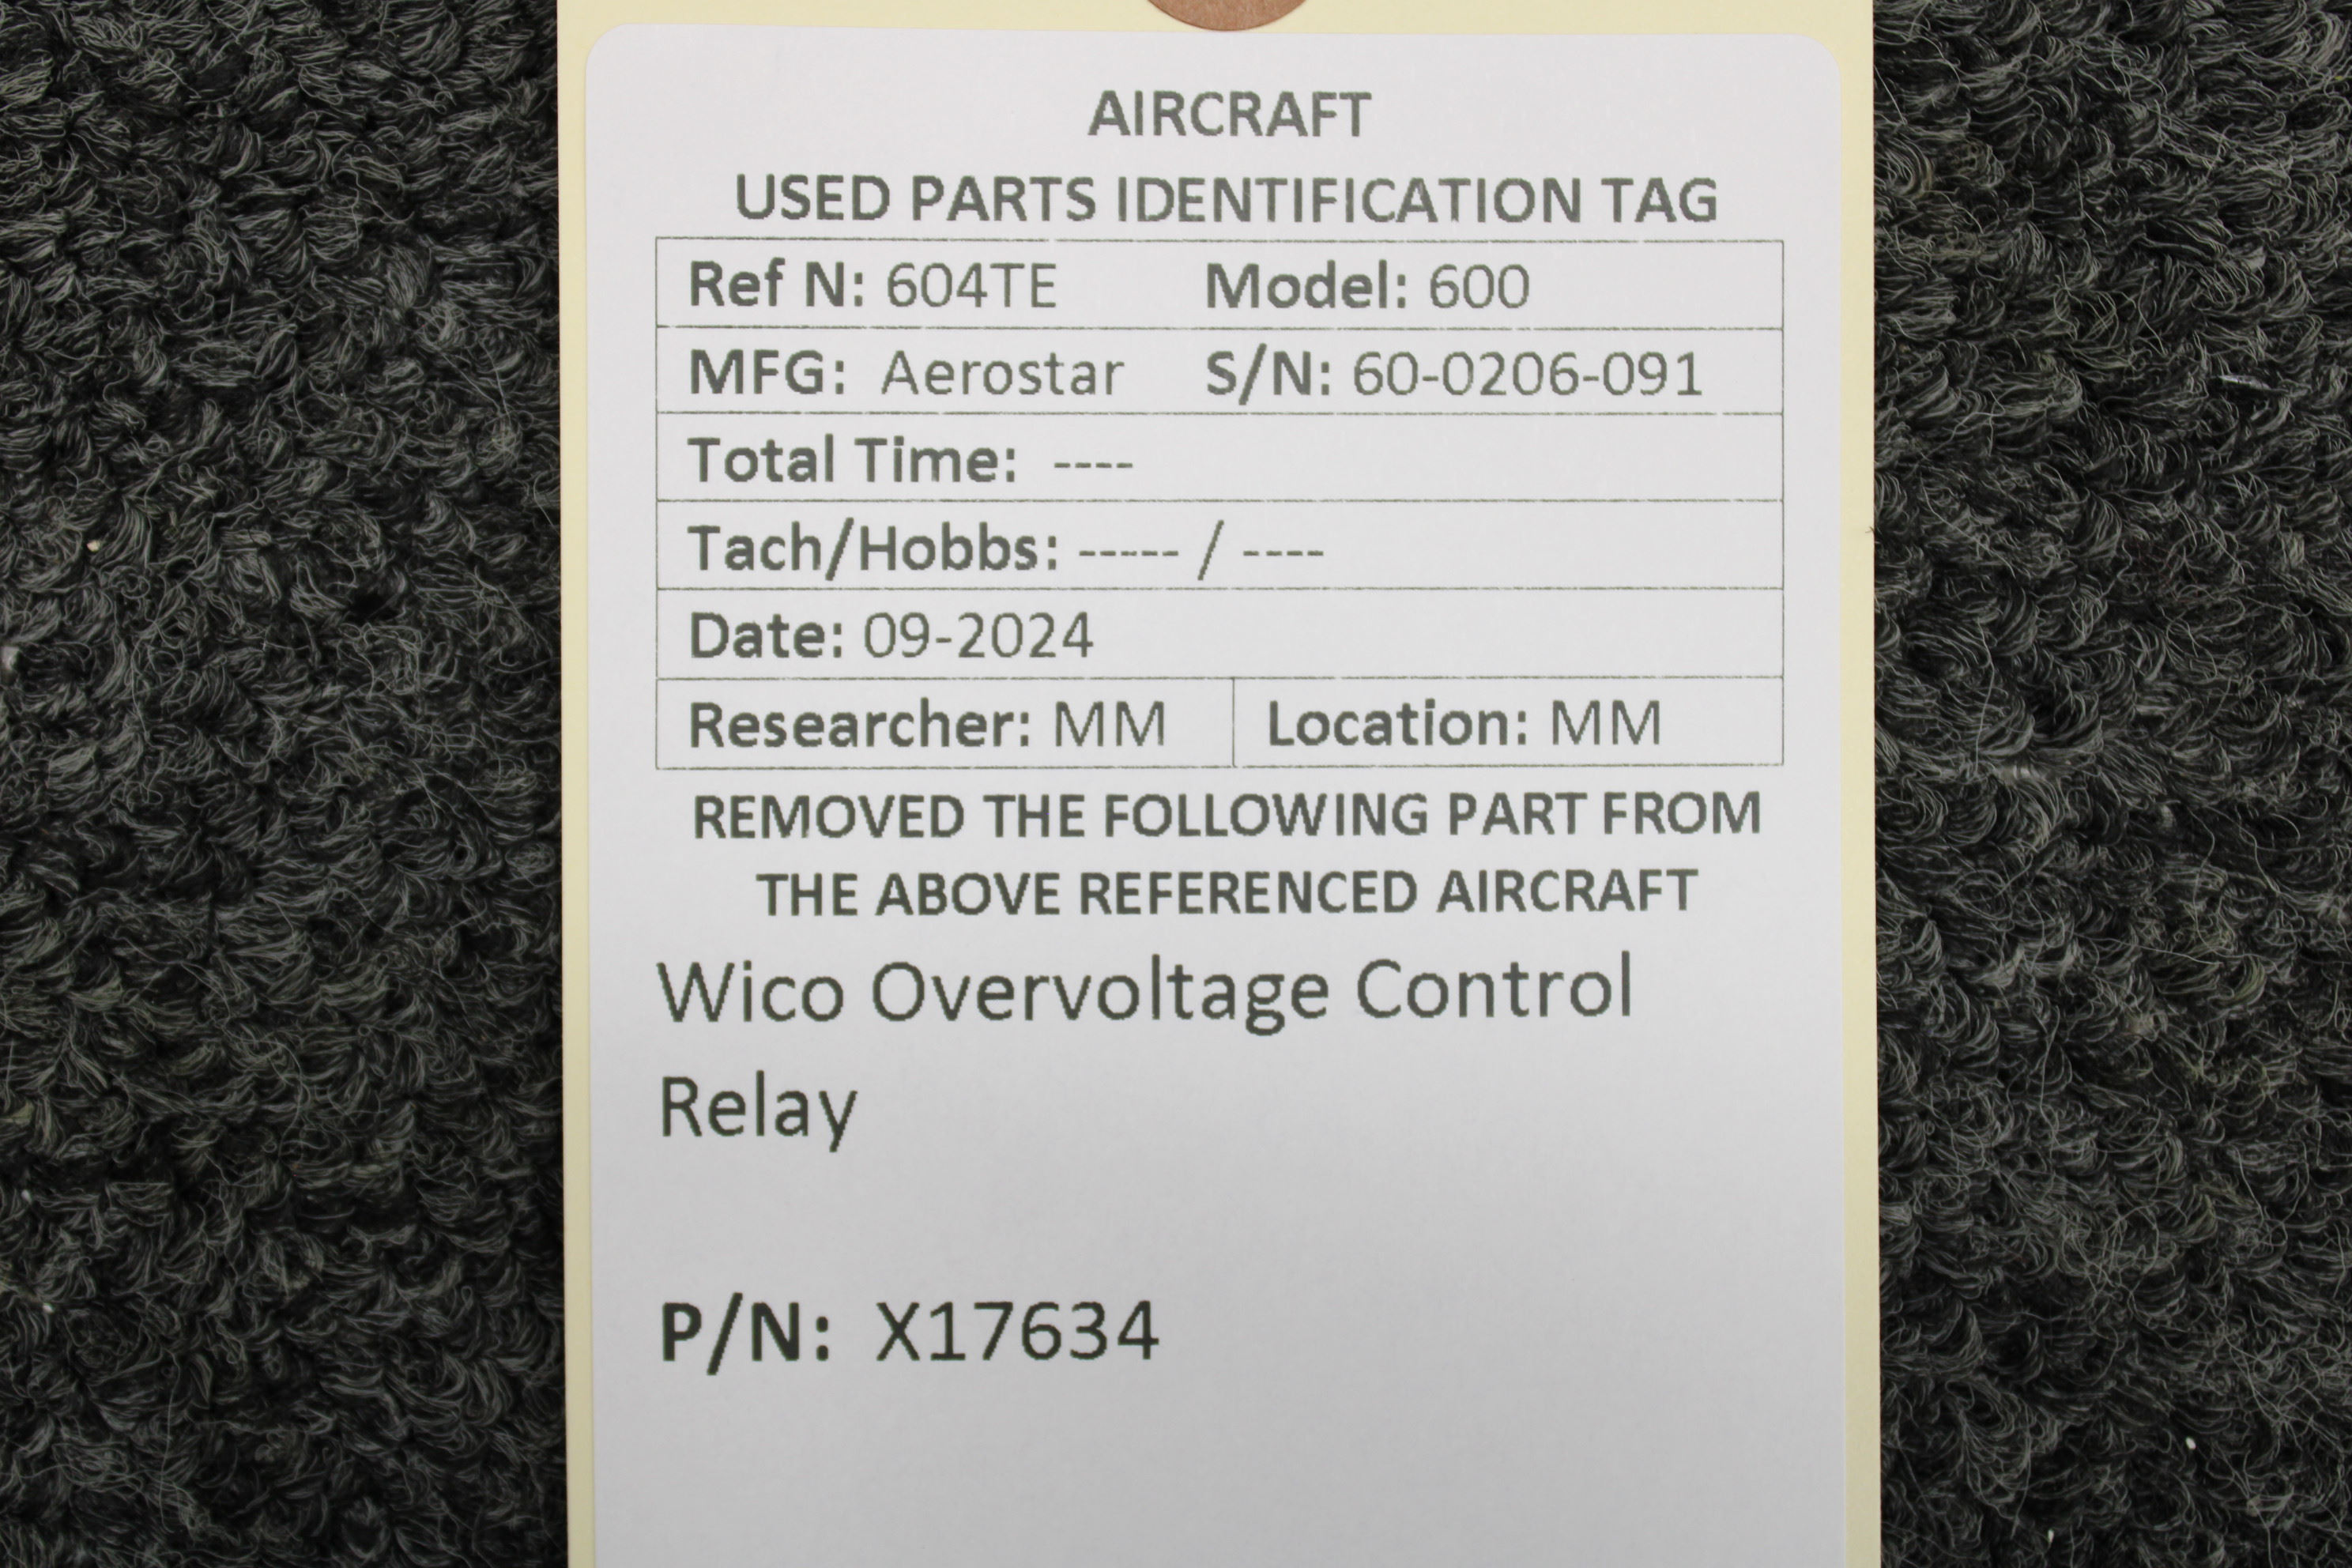 AIRCRAFT
USED PARTS IDENTIFICATION TAG
Ref N: 604TE Model: 600
MFG: Aerostar S/N: 60-0206-091
Total Time: ----
Tach/Hobbs: ----- / ----
Date: 09-2024
Researcher: MM Location: MM
REMOVED THE FOLLOWING PART FROM
THE ABOVE REFERENCED AIRCRAFT
Wico Overvoltage Control
Relay
P/N: X17634